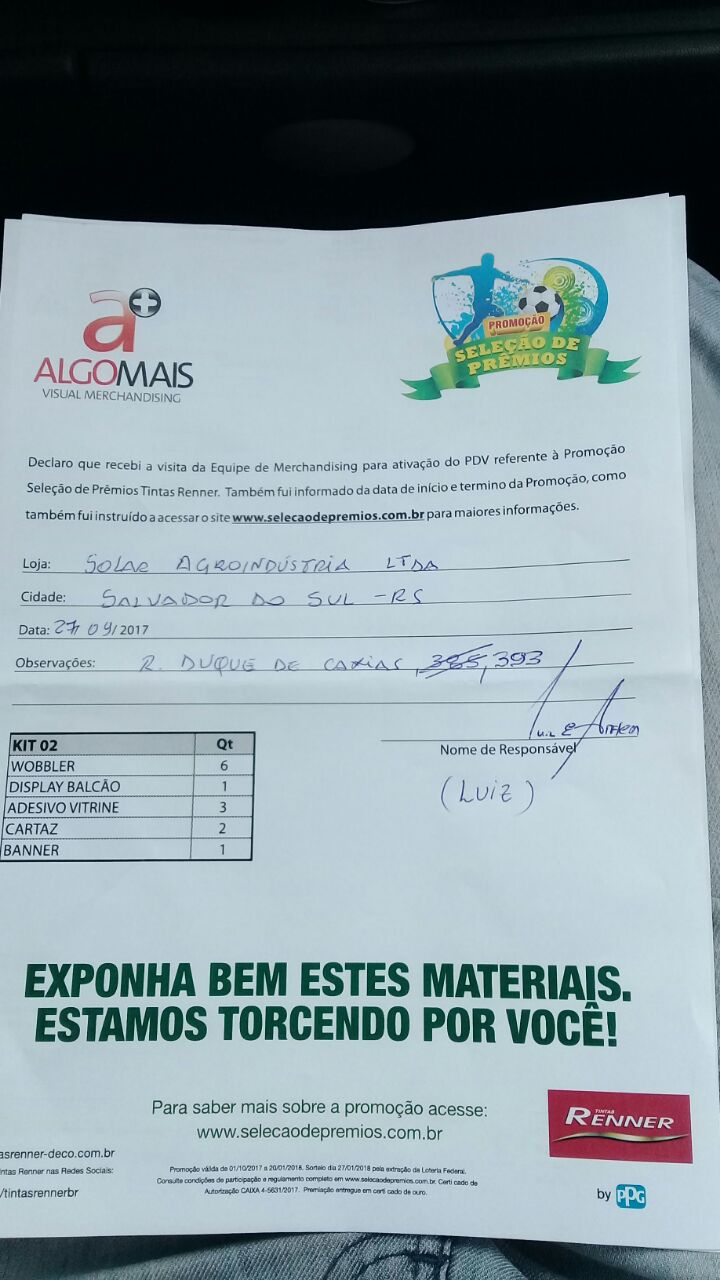 a+
ALGOMAIS
VISUAL MERCHANDISING
PROMOÇÃO
SELEÇÃO DE
PRÊMIOS
Declaro que recebi a visita da Equipe de Merchandising para ativação do PDV referente à Promoção
Seleção de Prêmios Tintas Renner. Também fui informado da data de início e termino da Promoção, como
também fui instruído a acessar o site www.selecaodepremios.com.br para maiores informações.
Loja: SOLAR AGROINDÚSTRIA LTDA
Cidade: SALVADOR DO SUL - RS
Data: 27/09/2017
Observações: R. DUQUE DE CAXIAS, 385, 393
Nome de Responsável
(LUIZ)
KIT 02 Qt
WOBBLER 6
DISPLAY BALCÃO 1
ADESIVO VITRINE 3
CARTAZ 2
BANNER 1
EXPONHA BEM ESTES MATERIAIS.
ESTAMOS TORCENDO POR VOCÊ!
Para saber mais sobre a promoção acesse:
www.selecaodepremios.com.br
TINTAS
RENNER
by PPG
asrenner-deco.com.br
intas Renner nas Redes Sociais:
/tintasrennerbr
Promoção válida de 01/10/2017 a 20/01/2018. Sorteio dia 27/01/2018 pela extração da Loteria Federal.
Consulte condições de participação e regulamento completo em www.selecaodepremios.com.br. Certi cado de
Autorização CAIXA 4-5631/2017. Premiação entregue em certi cado de ouro.